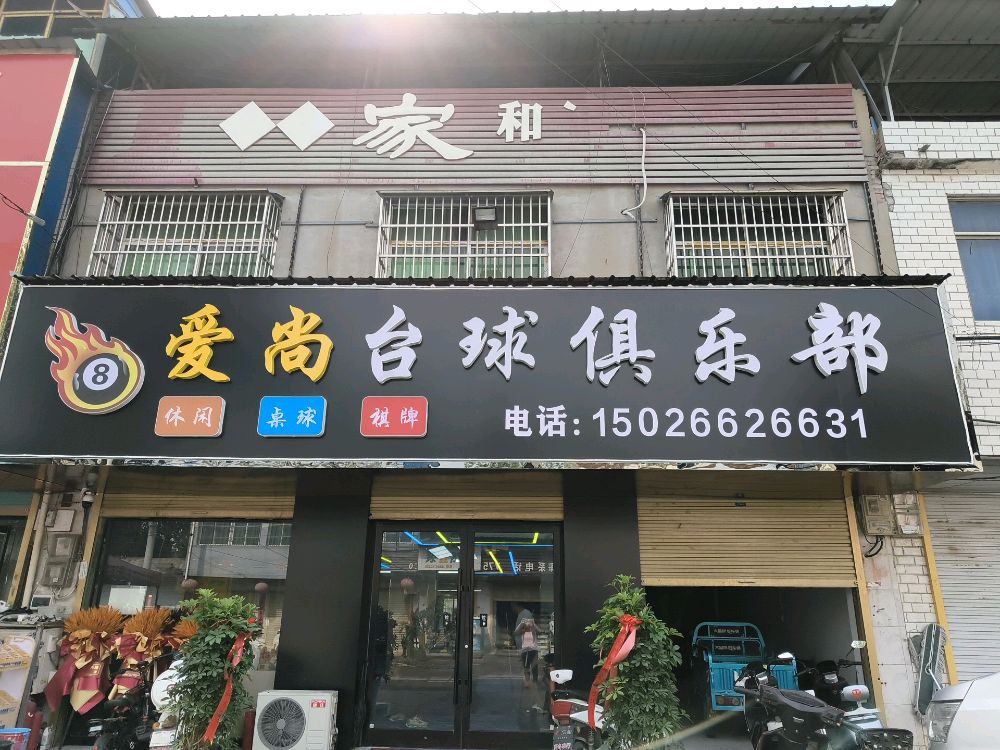 家和
爱尚台球俱乐部
8
休闲 桌球 棋牌
电话:15026626631